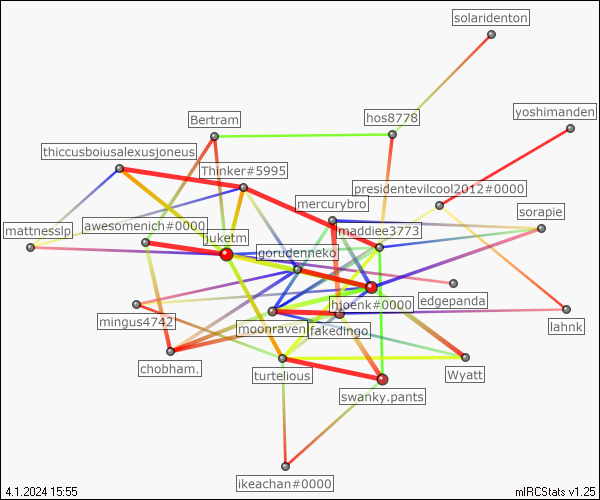 solaridenton
yoshimanden
hos8778
Bertram
thiccusboiusalexusjoneus
Thinker#5995
presidentevilcool2012#0000
mercurybro
sorapie
awesomenich#0000
mattnesslp
maddiee3773
juketm
gorudenneko
edgepanda
hjoenk#0000
mingus4742
moonraven
fakedingo
lahnk
chobham.
turtelious
Wyatt
swanky.pants
ikeachan#0000
4.1.2024 15:55
mIRCStats v1.25